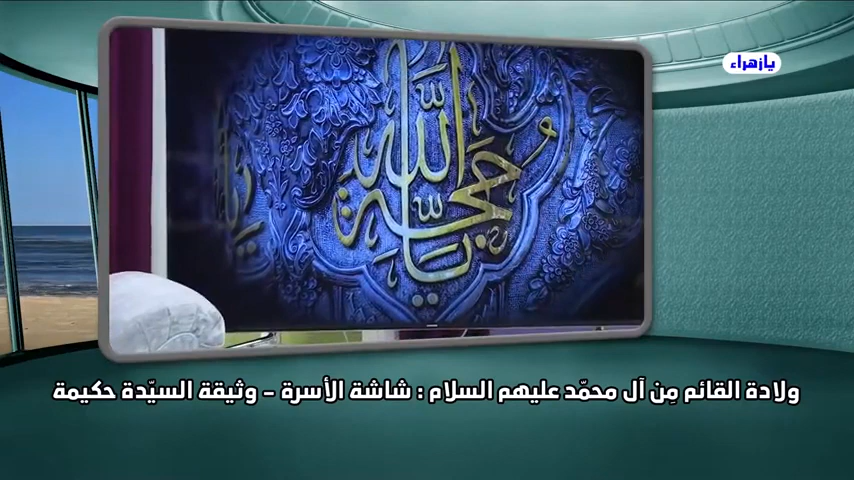 يازهراء
يا حجة الله
ولادة القائم مِن آل محمّد عليهم السلام : شاشة الأسرة – وثيقة السيّدة حكيمة